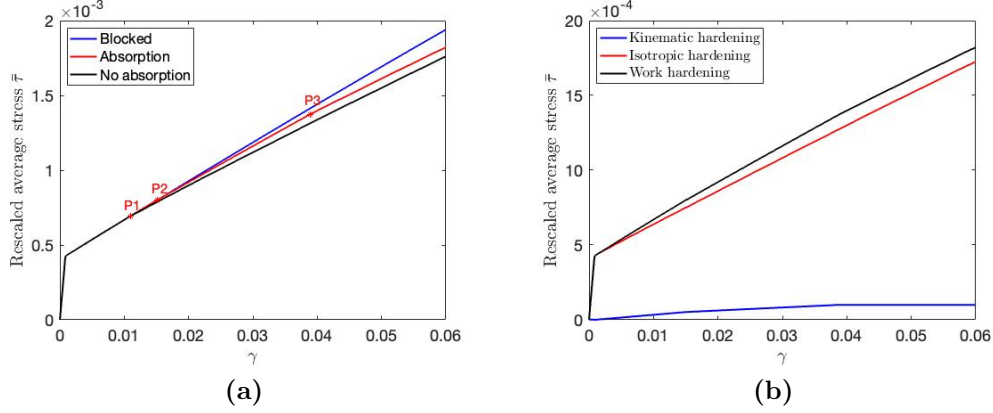 ×10⁻³
2
1.5
1
0.5
0
Rescaled average stress τ̿
Blocked
Absorption
No absorption
P1
P2
P3
0 0.01 0.02 0.03 0.04 0.05 0.06
γ
(a)
×10⁻⁴
20
15
10
5
0
Rescaled average stress τ̿
Kinematic hardening
Isotropic hardening
Work hardening
0 0.01 0.02 0.03 0.04 0.05 0.06
γ
(b)